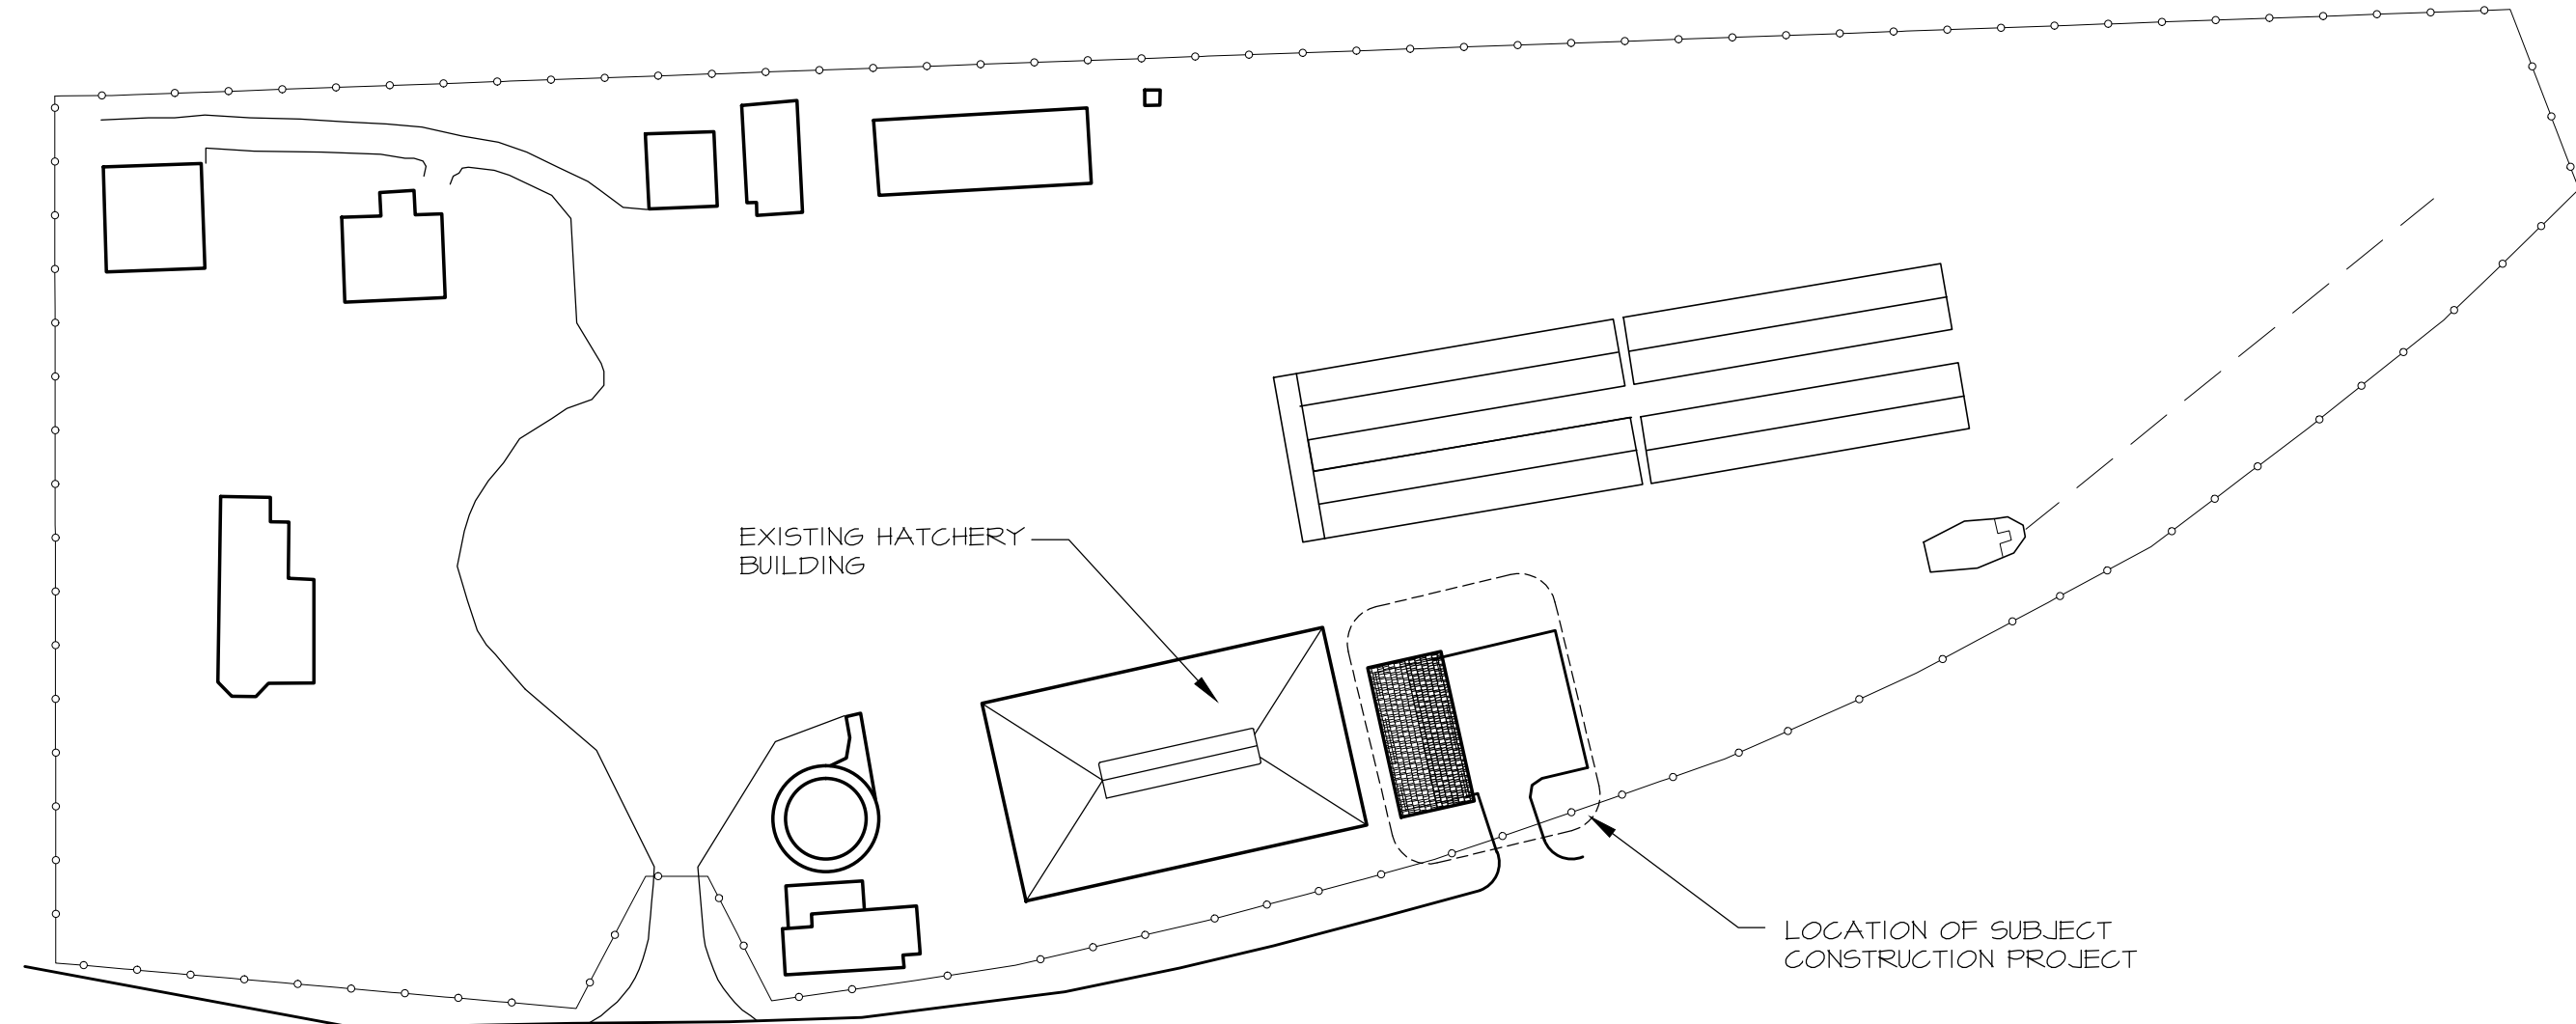 EXISTING HATCHERY
BUILDING
LOCATION OF SUBJECT
CONSTRUCTION PROJECT